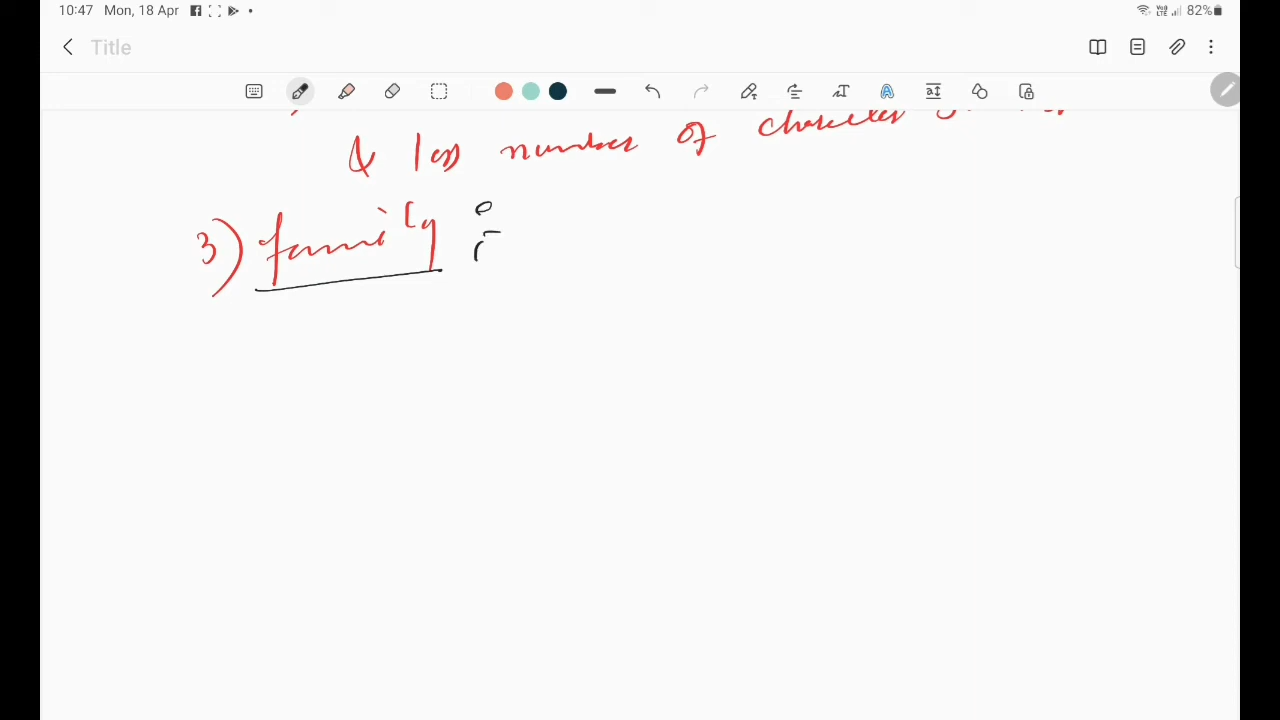 10:47 Mon, 18 Apr 82%
Title
& less number of character
3) family